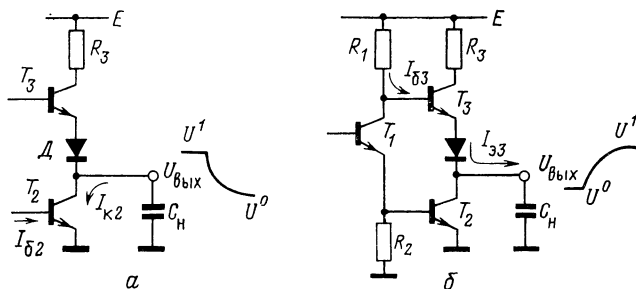 E
R₃
T₃
Д
U¹
Uвых
T₂
Iк2
Cн
U⁰
Iб2
а
E
R₁
Iб3
R₃
T₃
T₁
Iэ3
U¹
Uвых
T₂
Cн
U⁰
R₂
б